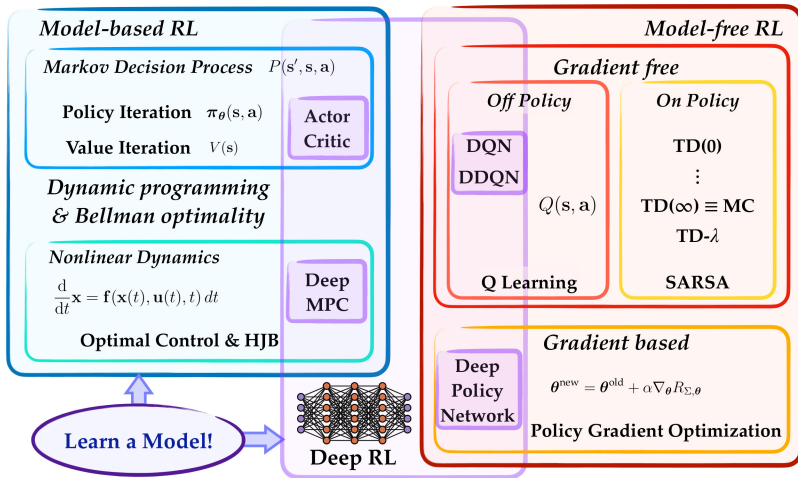 Model-based RL
Markov Decision Process P(s′, s, a)
Policy Iteration π_θ(s, a)
Value Iteration V(s)
Actor
Critic
Dynamic programming
& Bellman optimality
Nonlinear Dynamics
d/dt x = f(x(t), u(t), t) dt
Optimal Control & HJB
Deep
MPC
Learn a Model!
Deep RL
Model-free RL
Gradient free
Off Policy
DQN
DDQN
Q(s, a)
Q Learning
On Policy
TD(0)
⋮
TD(∞) ≡ MC
TD-λ
SARSA
Gradient based
Deep
Policy
Network
θ^new = θ^old + α∇_θ R_Σ,θ
Policy Gradient Optimization